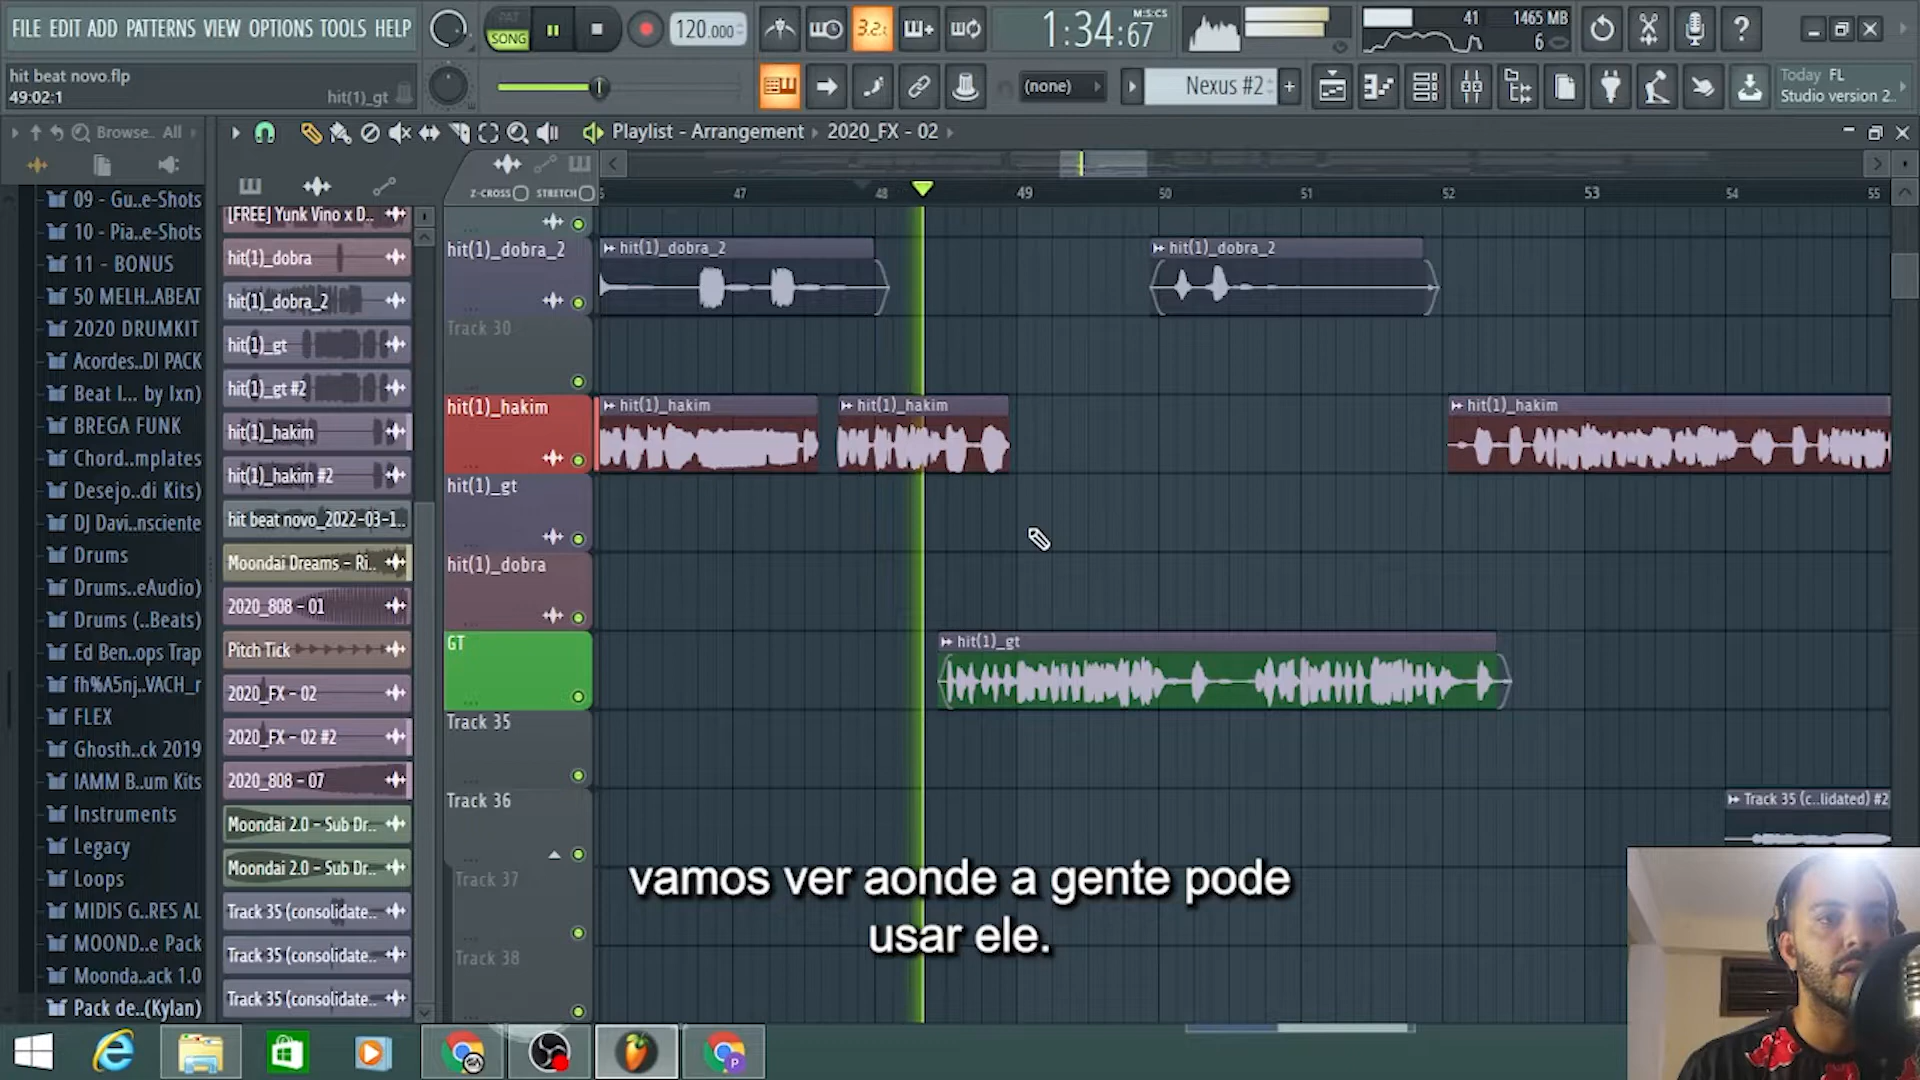 FILE EDIT ADD PATTERNS VIEW OPTIONS TOOLS HELP
PAT
SONG
120.000
3.2.
1:34:67
M:S:CS
41
1465 MB
6
hit beat novo.flp
49:02:1
hit(1)_gt
(none)
Nexus #2
Today FL
Studio version 2..
Browse.. All
Playlist - Arrangement
2020_FX - 02
Z-CROSS
STRETCH
47
48
49
50
51
52
53
54
55
09 - Gu..e-Shots
10 - Pia..e-Shots
11 - BONUS
50 MELH..ABEAT
2020 DRUMKIT
Acordes..DI PACK
Beat l... by Ixn)
BREGA FUNK
Chord..mplates
Desejo..di Kits)
DJ Davi..nsciente
Drums
Drums..eAudio)
Drums (..Beats)
Ed Ben..ops Trap
fh%A5nj..VACH_r
FLEX
Ghosth..ck 2019
IAMM B..um Kits
Instruments
Legacy
Loops
MIDIS G..RES AL
MOOND..e Pack
Moonda..ack 1.0
Pack de..(Kylan)
[FREE] Yunk Vino x D..
hit(1)_dobra
hit(1)_dobra_2
hit(1)_gt
hit(1)_gt #2
hit(1)_hakim
hit(1)_hakim #2
hit beat novo_2022-03-1..
Moondai Dreams - Ri..
2020_808 - 01
Pitch Tick
2020_FX - 02
2020_FX - 02 #2
2020_808 - 07
Moondai 2.0 - Sub Dr..
Moondai 2.0 - Sub Dr..
Track 35 (consolidate..
Track 35 (consolidate..
Track 35 (consolidate..
hit(1)_dobra_2
Track 30
hit(1)_hakim
hit(1)_gt
hit(1)_dobra
GT
Track 35
Track 36
Track 37
Track 38
hit(1)_dobra_2
hit(1)_dobra_2
hit(1)_hakim
hit(1)_hakim
hit(1)_hakim
hit(1)_gt
Track 35 (c..lidated) #2
vamos ver aonde a gente pode
usar ele.